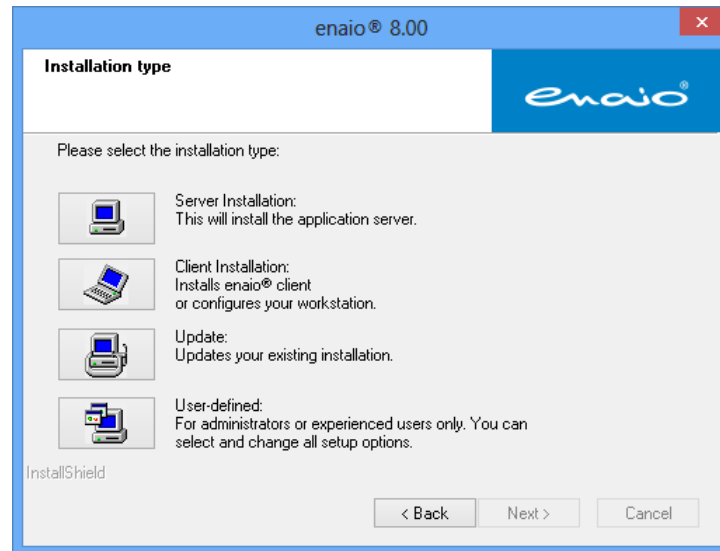 enaio® 8.00
Installation type
enaio®
Please select the installation type:
Server Installation:
This will install the application server.
Client Installation:
Installs enaio® client
or configures your workstation.
Update:
Updates your existing installation.
User-defined:
For administrators or experienced users only. You can
select and change all setup options.
InstallShield
< Back
Next >
Cancel